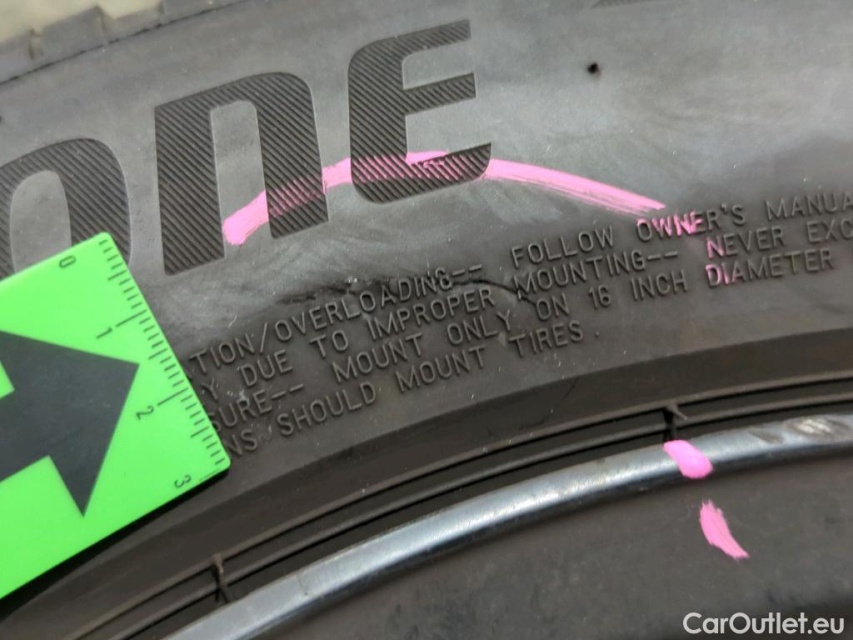 one
TION/OVERLOADING-- FOLLOW OWNER'S MANUA
Y DUE TO IMPROPER MOUNTING-- NEVER EXC
SURE-- MOUNT ONLY ON 16 INCH DIAMETER
NS SHOULD MOUNT TIRES.
0
1
2
3
CarOutlet.eu